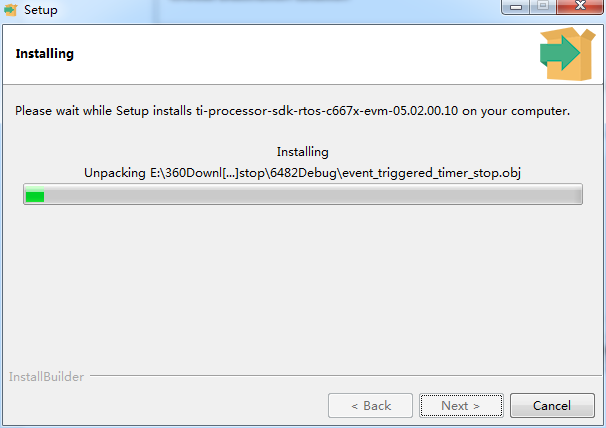 Setup
Installing
Please wait while Setup installs ti-processor-sdk-rtos-c667x-evm-05.02.00.10 on your computer.
Installing
Unpacking E:\360Downl[...]stop\6482Debug\event_triggered_timer_stop.obj
InstallBuilder
< Back
Next >
Cancel